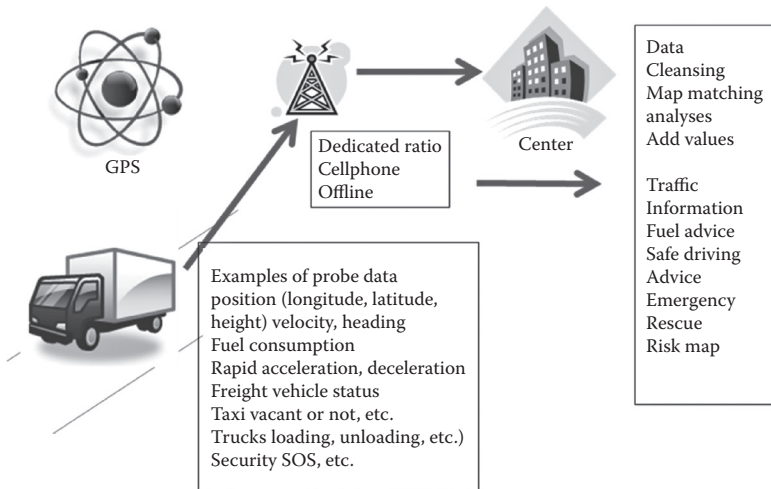 GPS
Dedicated ratio
Cellphone
Offline
Center
Data
Cleansing
Map matching
analyses
Add values
Traffic
Information
Fuel advice
Safe driving
Advice
Emergency
Rescue
Risk map
Examples of probe data
position (longitude, latitude,
height) velocity, heading
Fuel consumption
Rapid acceleration, deceleration
Freight vehicle status
Taxi vacant or not, etc.
Trucks loading, unloading, etc.)
Security SOS, etc.